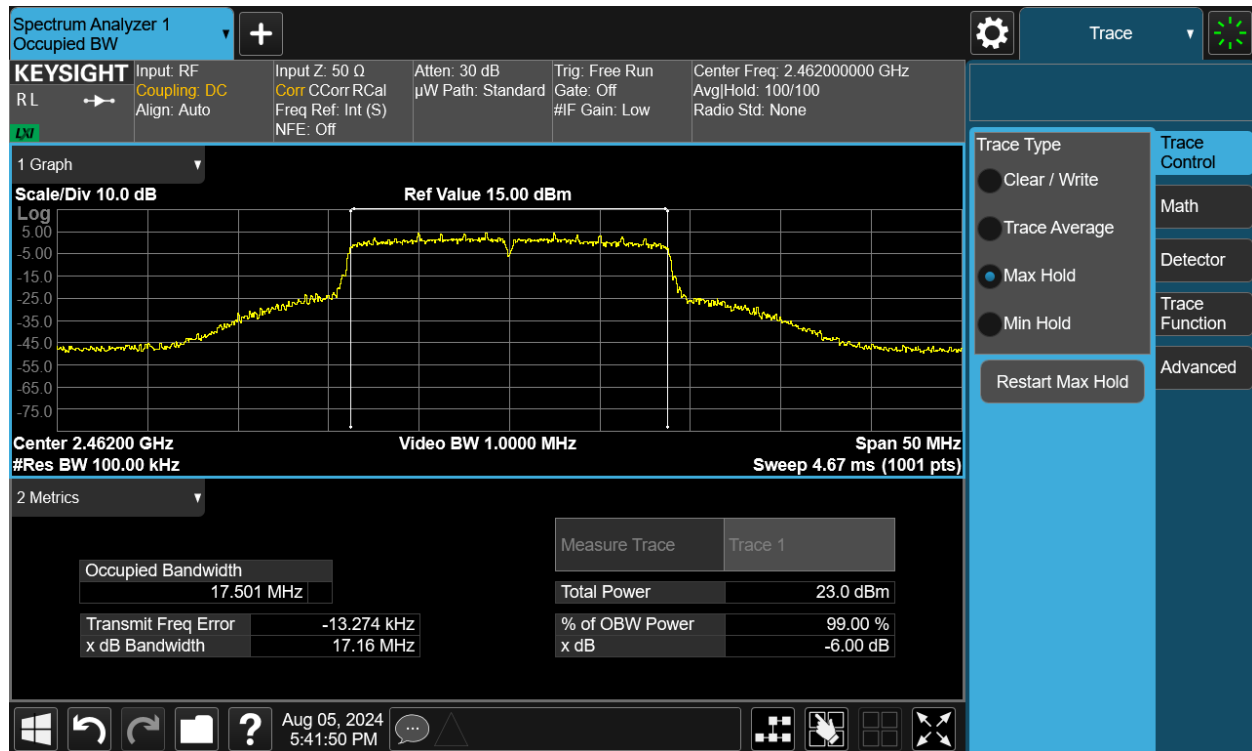 Spectrum Analyzer 1
Occupied BW
+
Trace
KEYSIGHT
R L
LXI
Input: RF
Coupling: DC
Align: Auto
Input Z: 50 Ω
Corr CCorr RCal
Freq Ref: Int (S)
NFE: Off
Atten: 30 dB
µW Path: Standard
Trig: Free Run
Gate: Off
#IF Gain: Low
Center Freq: 2.462000000 GHz
Avg|Hold: 100/100
Radio Std: None
1 Graph
Scale/Div 10.0 dB
Ref Value 15.00 dBm
Log
5.00
-5.00
-15.0
-25.0
-35.0
-45.0
-55.0
-65.0
-75.0
Center 2.46200 GHz
Video BW 1.0000 MHz
Span 50 MHz
#Res BW 100.00 kHz
Sweep 4.67 ms (1001 pts)
2 Metrics
Measure Trace Trace 1
Occupied Bandwidth
17.501 MHz
Total Power 23.0 dBm
Transmit Freq Error -13.274 kHz
% of OBW Power 99.00 %
x dB Bandwidth 17.16 MHz
x dB -6.00 dB
Trace Type
Clear / Write
Trace Average
Max Hold
Min Hold
Restart Max Hold
Trace
Control
Math
Detector
Trace
Function
Advanced
?
Aug 05, 2024
5:41:50 PM